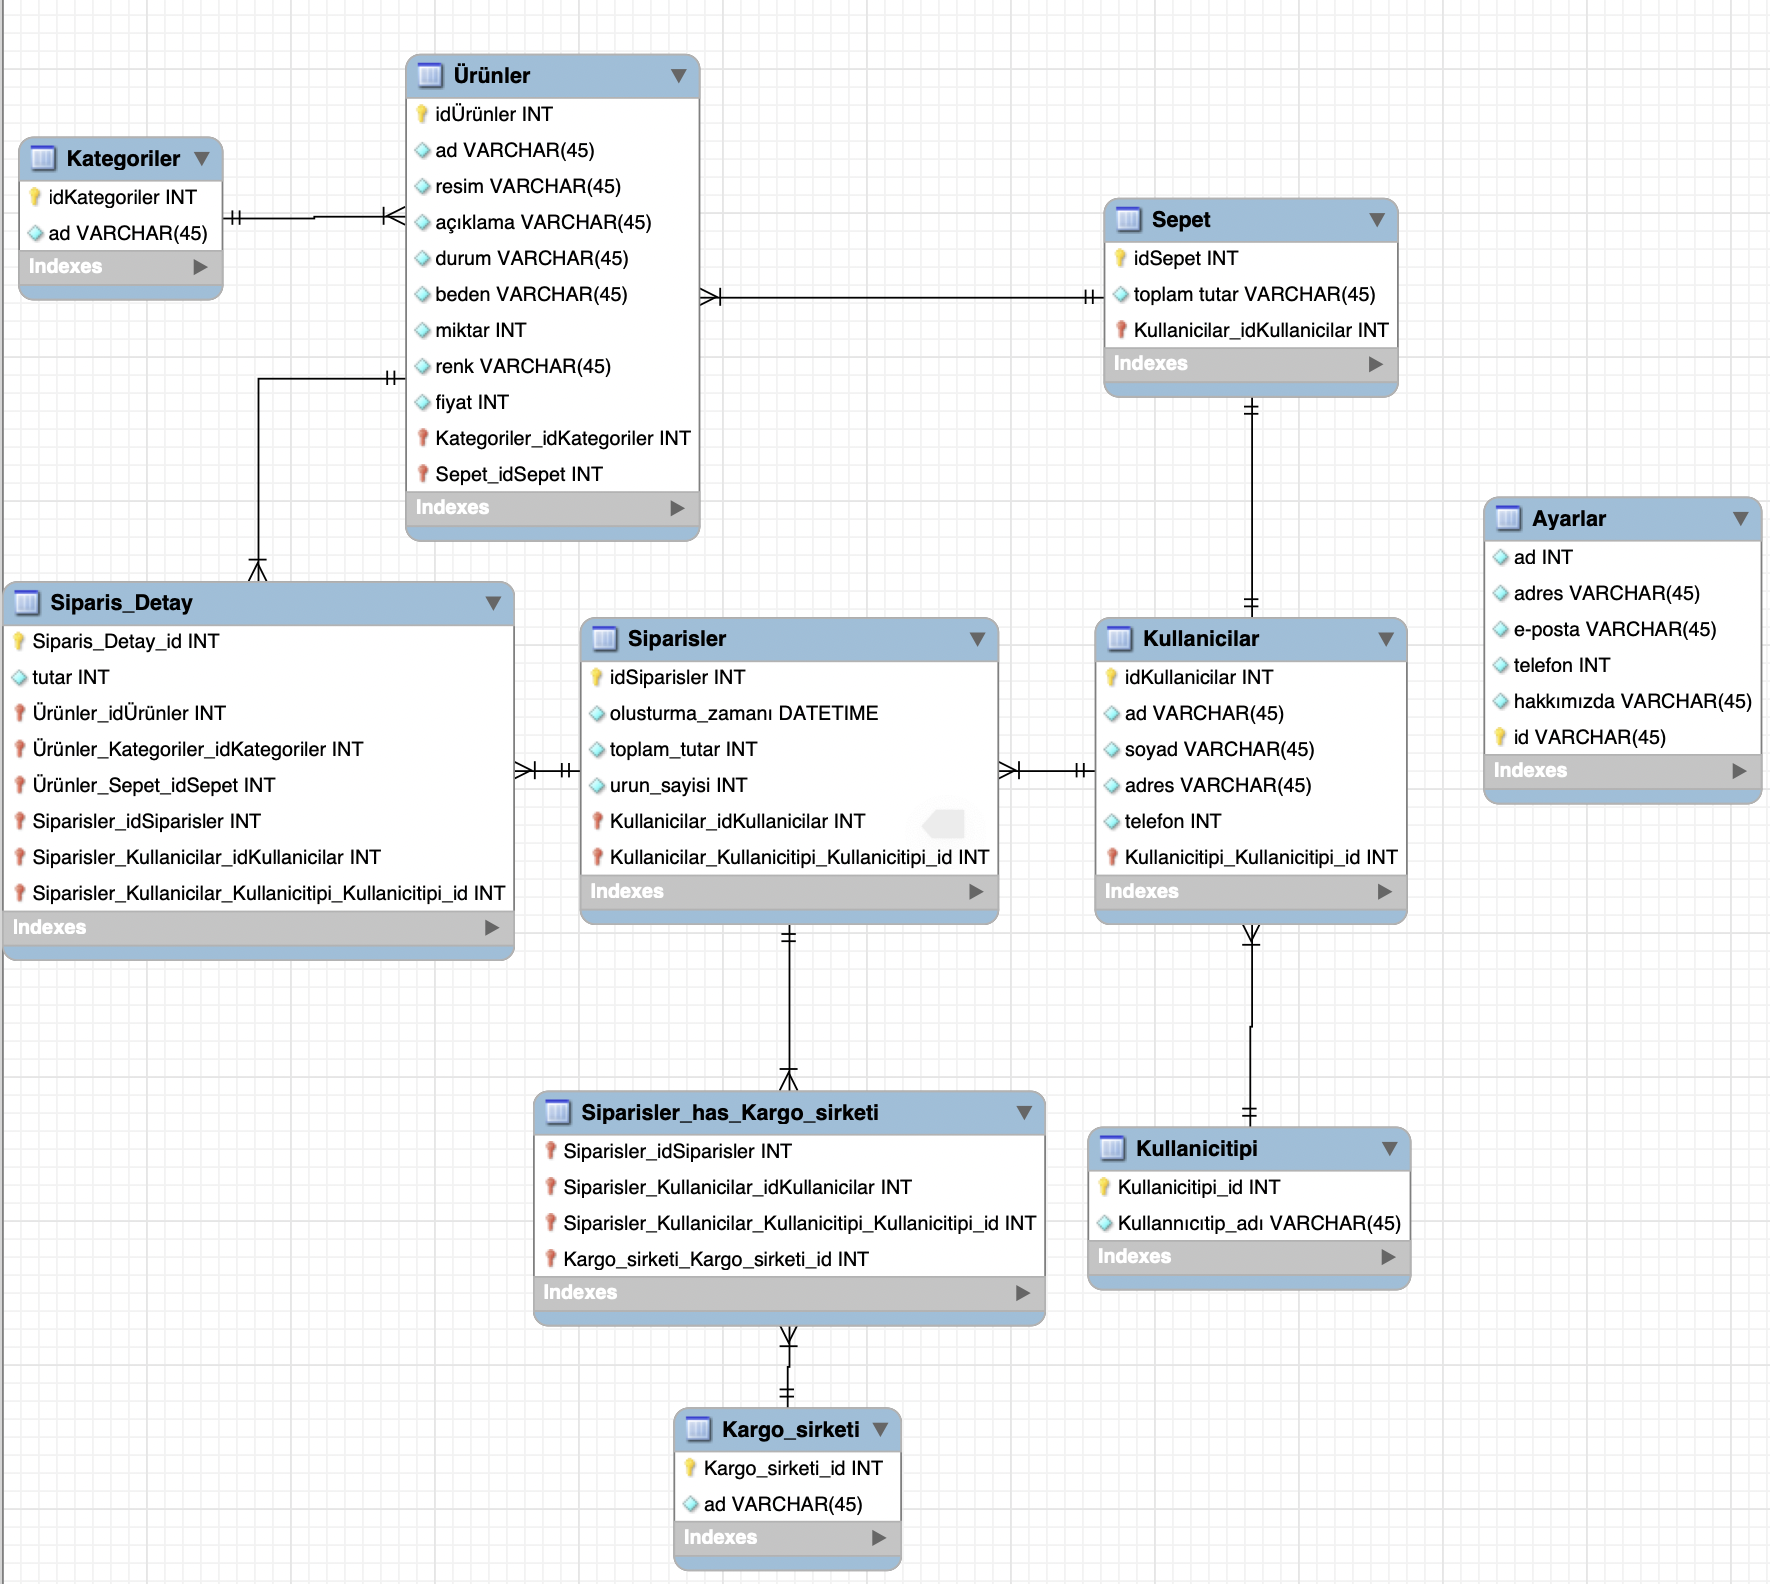 Ürünler
idÜrünler INT
ad VARCHAR(45)
resim VARCHAR(45)
açıklama VARCHAR(45)
durum VARCHAR(45)
beden VARCHAR(45)
miktar INT
renk VARCHAR(45)
fiyat INT
Kategoriler_idKategoriler INT
Sepet_idSepet INT
Indexes
Kategoriler
idKategoriler INT
ad VARCHAR(45)
Indexes
Sepet
idSepet INT
toplam tutar VARCHAR(45)
Kullanicilar_idKullanicilar INT
Indexes
Ayarlar
ad INT
adres VARCHAR(45)
e-posta VARCHAR(45)
telefon INT
hakkımızda VARCHAR(45)
id VARCHAR(45)
Indexes
Siparis_Detay
Siparis_Detay_id INT
tutar INT
Ürünler_idÜrünler INT
Ürünler_Kategoriler_idKategoriler INT
Ürünler_Sepet_idSepet INT
Siparisler_idSiparisler INT
Siparisler_Kullanicilar_idKullanicilar INT
Siparisler_Kullanicilar_Kullanicitipi_Kullanicitipi_id INT
Indexes
Siparisler
idSiparisler INT
olusturma_zamanı DATETIME
toplam_tutar INT
urun_sayisi INT
Kullanicilar_idKullanicilar INT
Kullanicilar_Kullanicitipi_Kullanicitipi_id INT
Indexes
Kullanicilar
idKullanicilar INT
ad VARCHAR(45)
soyad VARCHAR(45)
adres VARCHAR(45)
telefon INT
Kullanicitipi_Kullanicitipi_id INT
Indexes
Siparisler_has_Kargo_sirketi
Siparisler_idSiparisler INT
Siparisler_Kullanicilar_idKullanicilar INT
Siparisler_Kullanicilar_Kullanicitipi_Kullanicitipi_id INT
Kargo_sirketi_Kargo_sirketi_id INT
Indexes
Kullanicitipi
Kullanicitipi_id INT
Kullannıcıtip_adı VARCHAR(45)
Indexes
Kargo_sirketi
Kargo_sirketi_id INT
ad VARCHAR(45)
Indexes